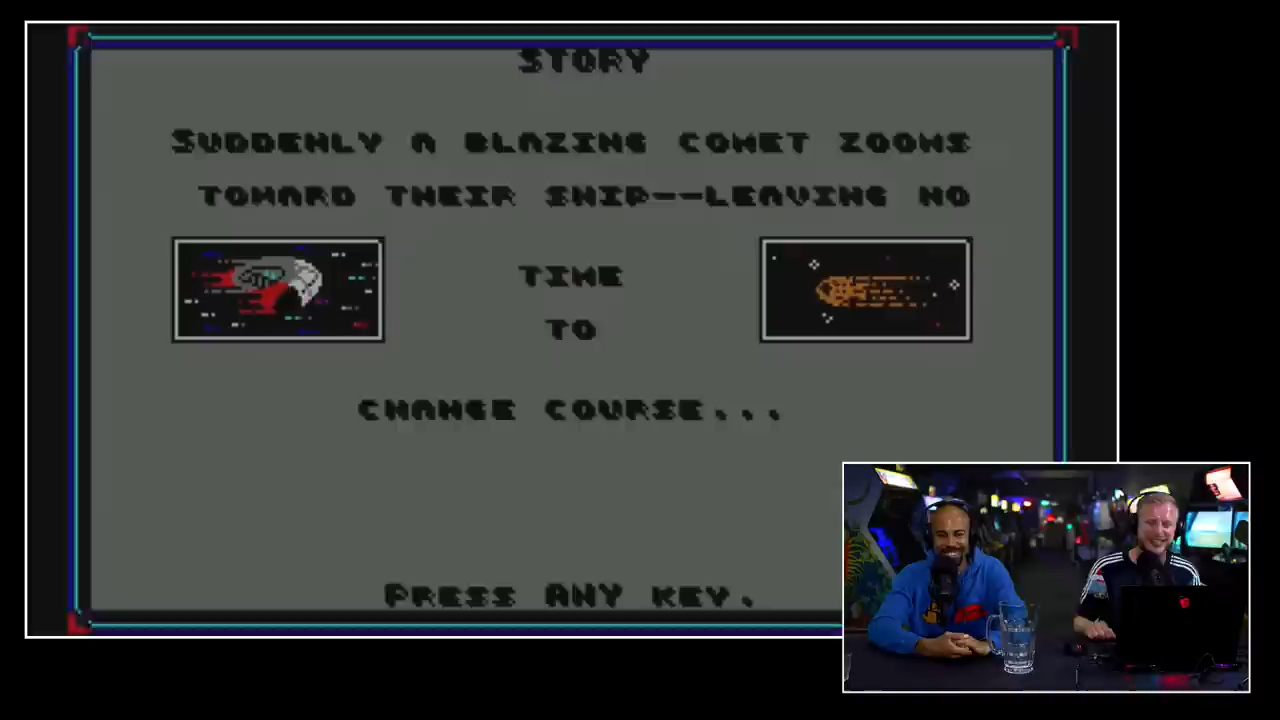 STORY
SUDDENLY A BLAZING COMET ZOOMS
TOWARD THEIR SHIP--LEAVING NO
TIME
TO
CHANGE COURSE...
PRESS ANY KEY.